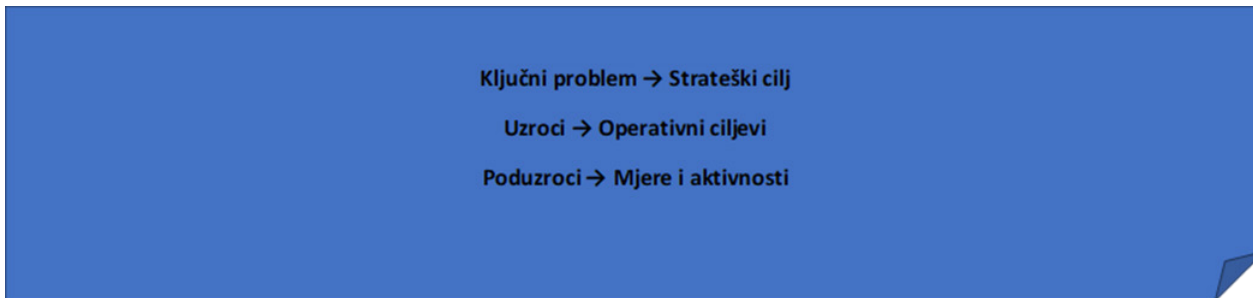 Ključni problem → Strateški cilj
Uzroci → Operativni ciljevi
Poduzroci → Mjere i aktivnosti